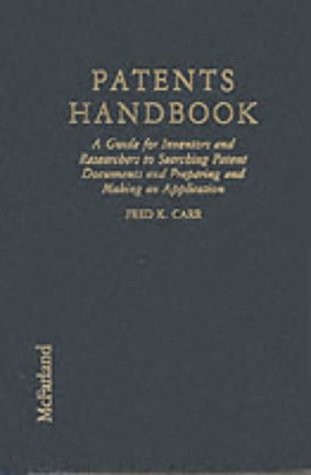 PATENTS
HANDBOOK
A Guide for Inventors and
Researchers to Searching Patent
Documents and Preparing and
Making an Application
FRED K. CARR
McFarland